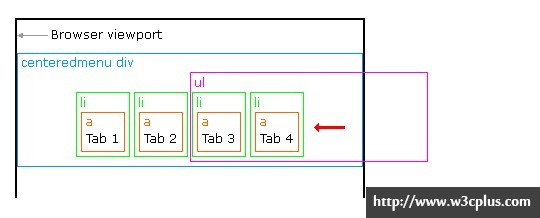 Browser viewport
centeredmenu div
ul
li li li li
a a a a
Tab 1 Tab 2 Tab 3 Tab 4
http://www.w3cplus.com